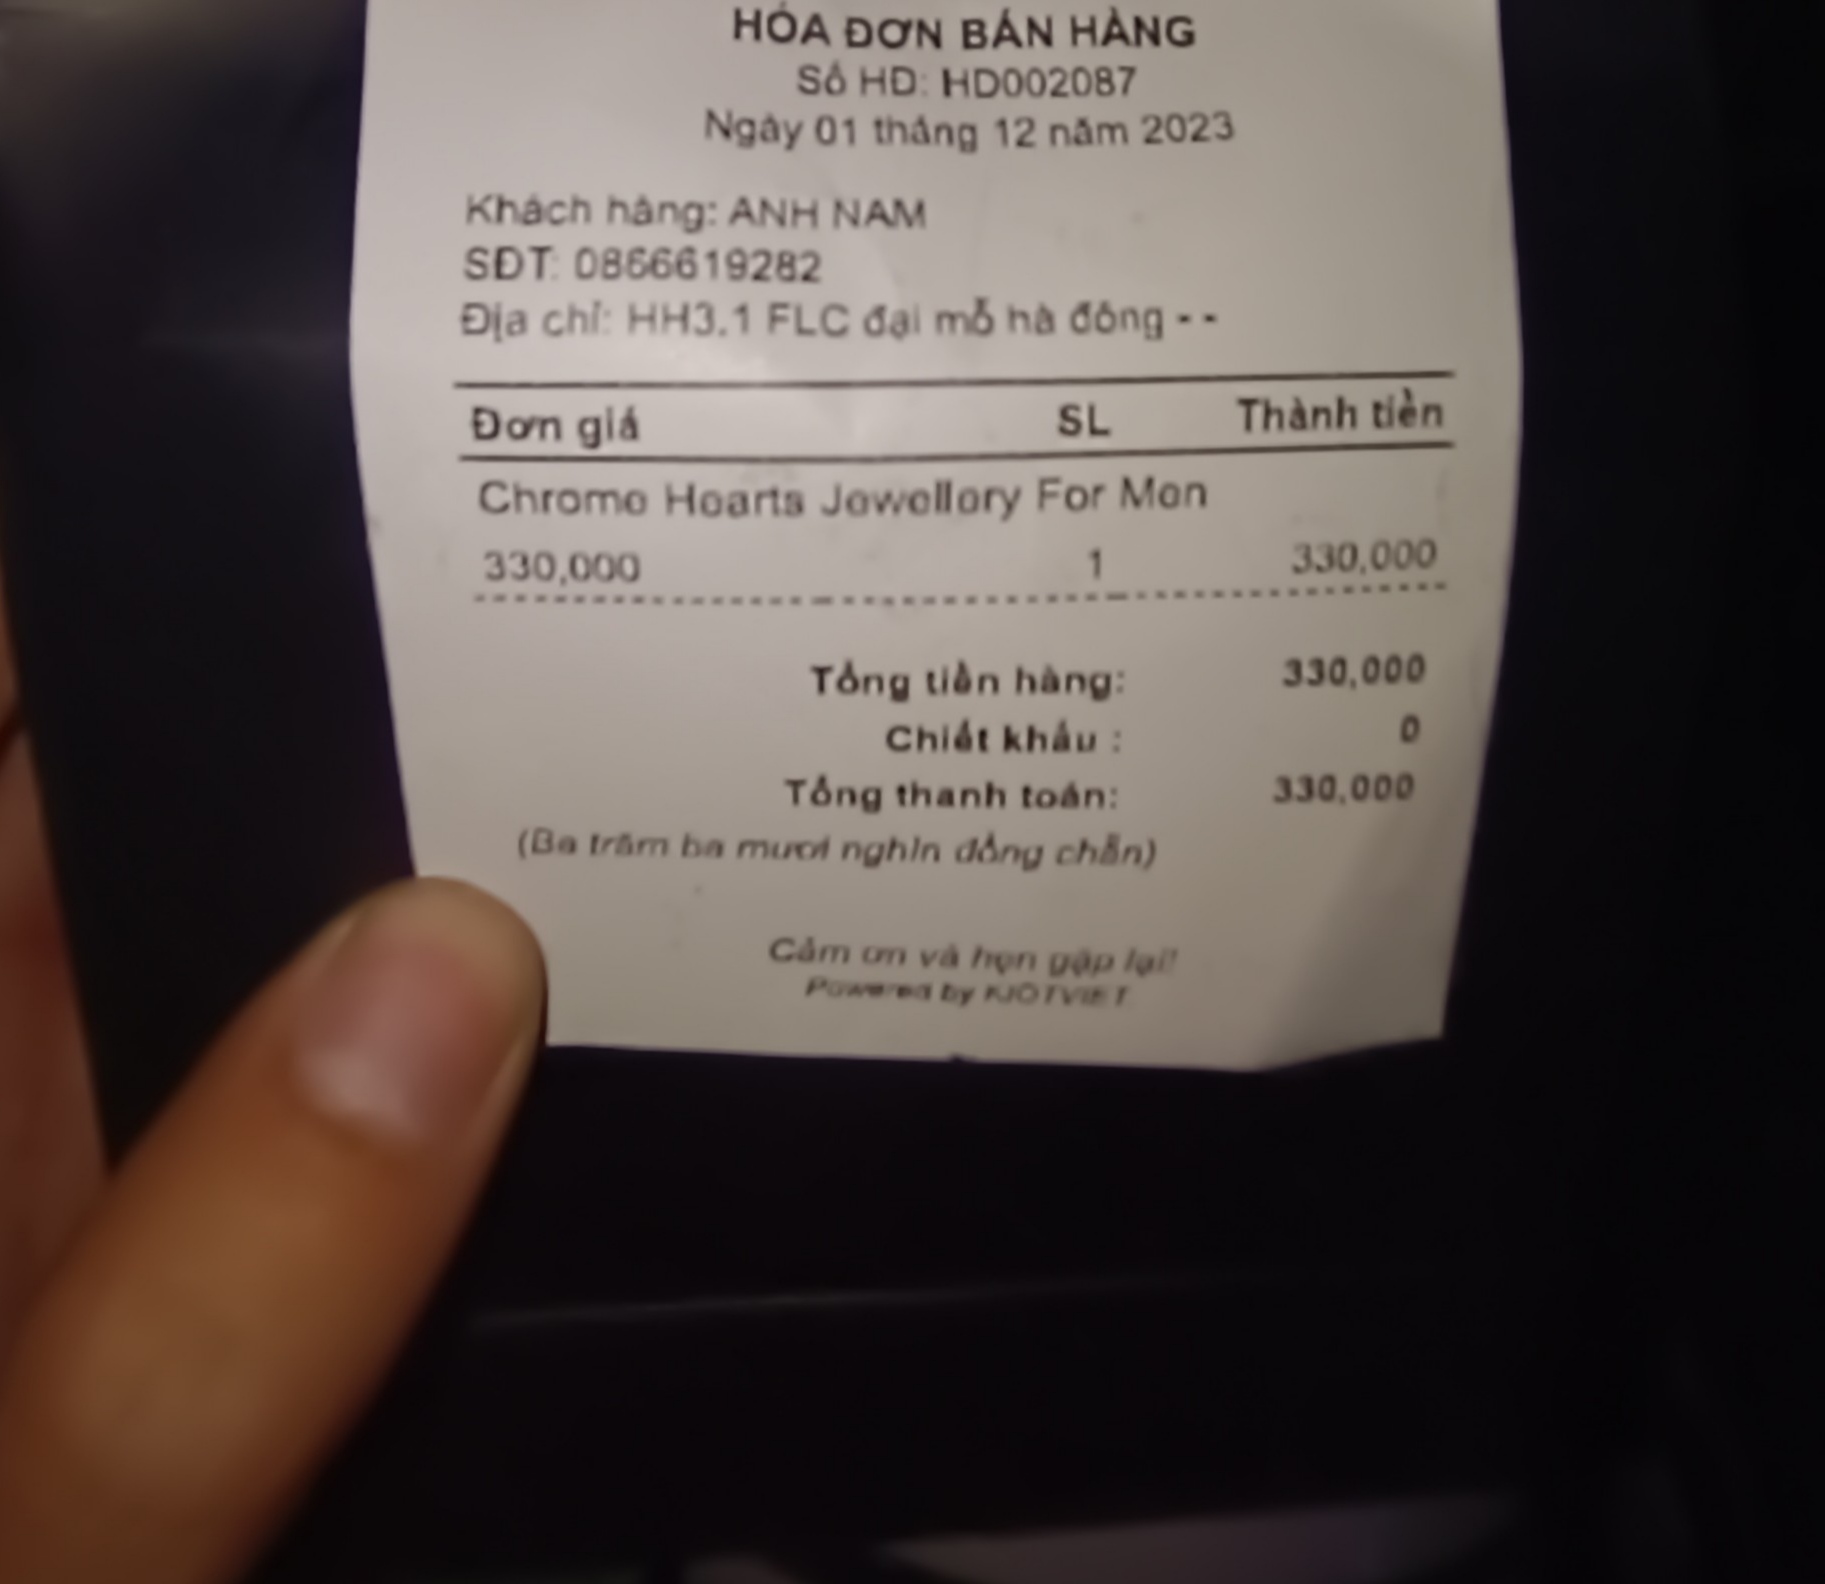 HÓA ĐƠN BÁN HÀNG
Số HĐ: HD002087
Ngày 01 tháng 12 năm 2023
Khách hàng: ANH NAM
SĐT: 0866619282
Địa chỉ: HH3.1 FLC đại mỗ hà đông - -
Đơn giá SL Thành tiền
Chrome Hearts Jewellery For Men
330,000 1 330,000
Tổng tiền hàng: 330,000
Chiết khấu : 0
Tổng thanh toán: 330,000
(Ba trăm ba mươi nghìn đồng chẵn)
Cảm ơn và hẹn gặp lại!
Powered by KIOTVIET